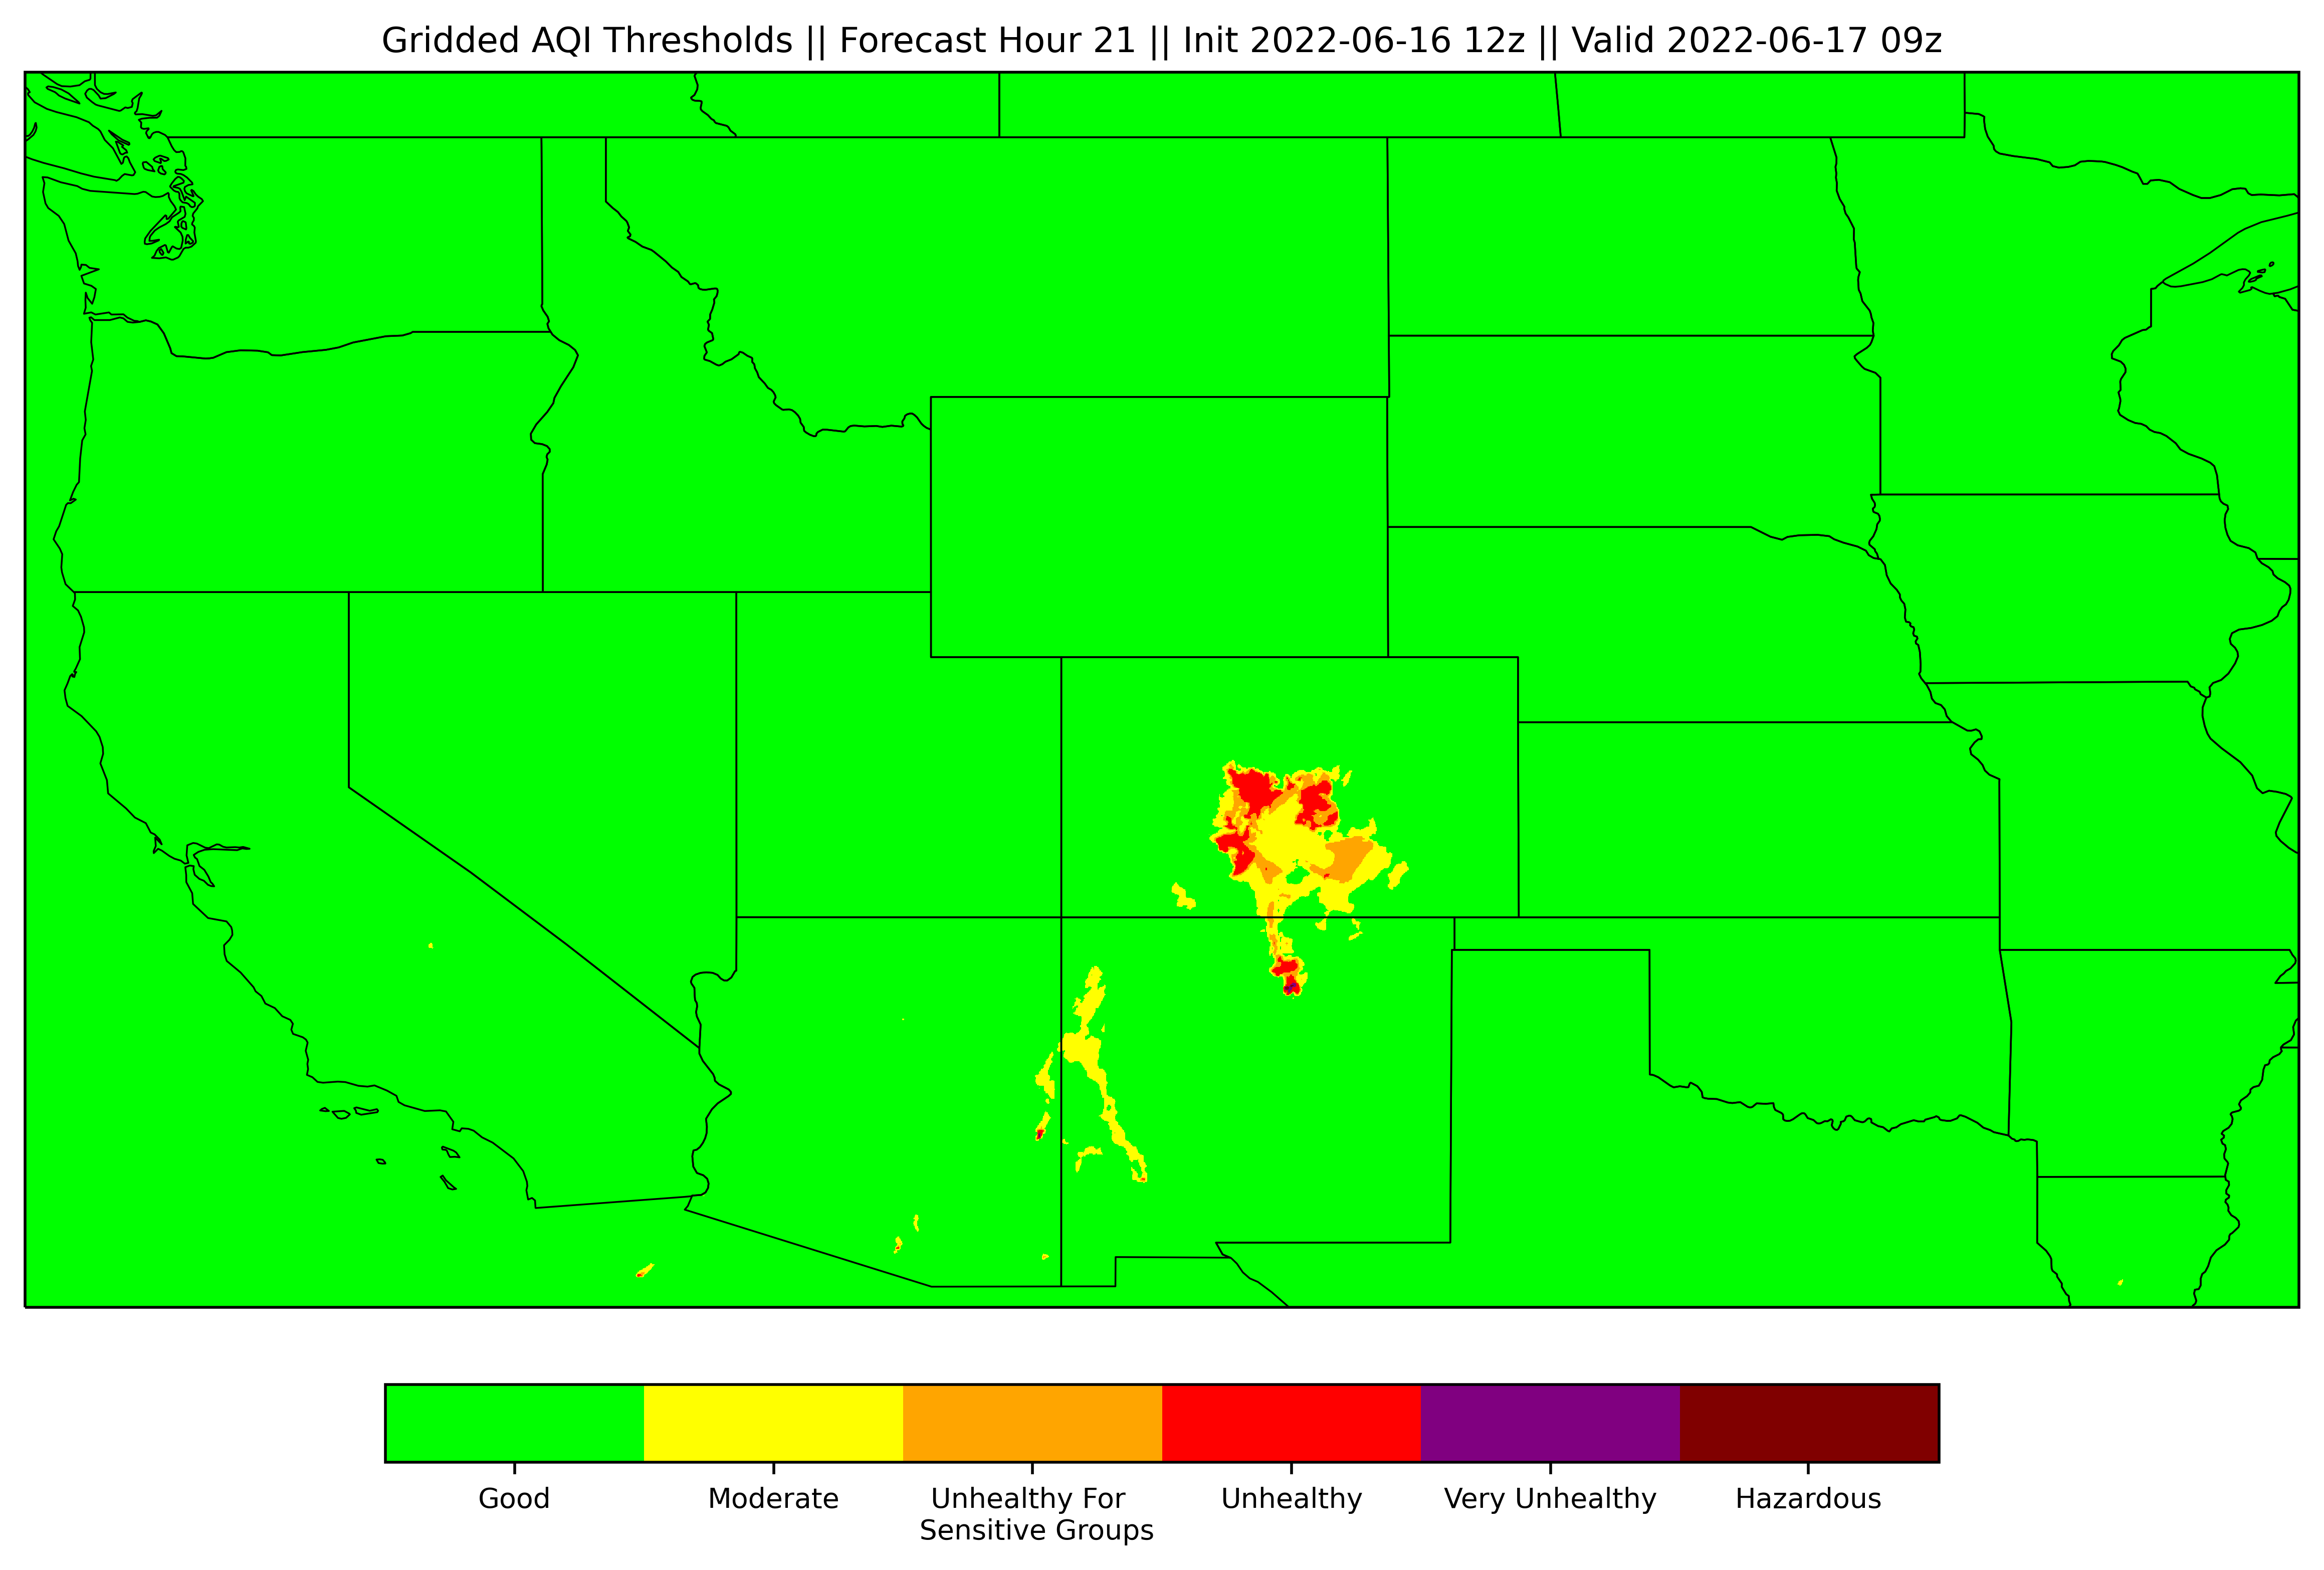 Gridded AQI Thresholds || Forecast Hour 21 || Init 2022-06-16 12z || Valid 2022-06-17 09z
Good Moderate Unhealthy For Unhealthy Very Unhealthy Hazardous
Sensitive Groups